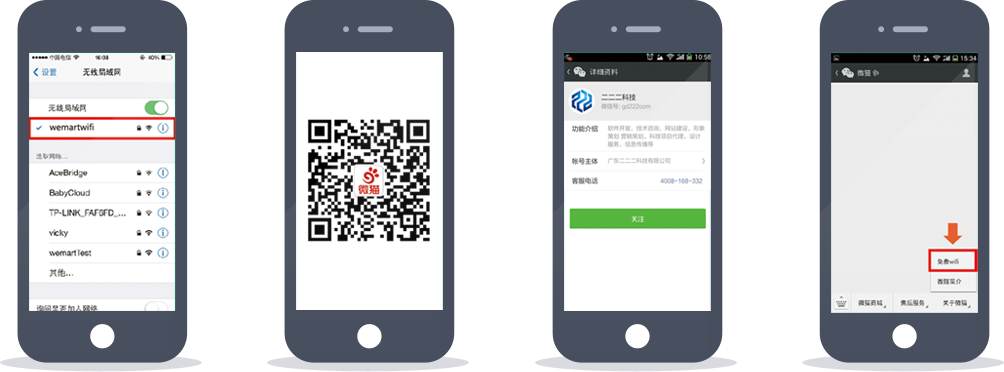 中国电信
16:08
40%
设置
无线局域网
无线局域网
wemartwifi
选取网络...
AceBridge
BabyCloud
TP-LINK_FAF8FD_...
vicky
wemartTest
其他...
询问是否加入网络
微猫
10:58
详细资料
二二二科技
微信号: gd222com
功能介绍
软件开发、技术咨询、网站建设、形象
策划 营销策划、科技项目代理、设计
服务、信息传播等
帐号主体
广东二二二科技有限公司
客服电话
4008-168-332
关注
15:34
微猫
免费wifi
微猫简介
微猫商城
售后服务
关于微猫